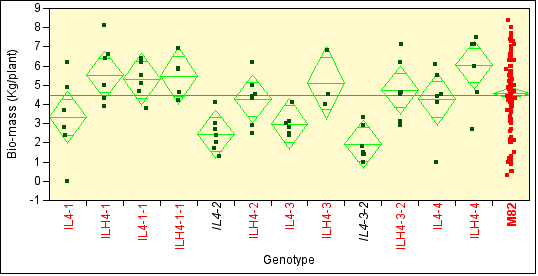 Bio-mass (Kg/plant)
9
8
7
6
5
4
3
2
1
0
-1
IL4-1
ILH4-1
IL4-1-1
ILH4-1-1
IL4-2
ILH4-2
IL4-3
ILH4-3
IL4-3-2
ILH4-3-2
IL4-4
ILH4-4
M82
Genotype